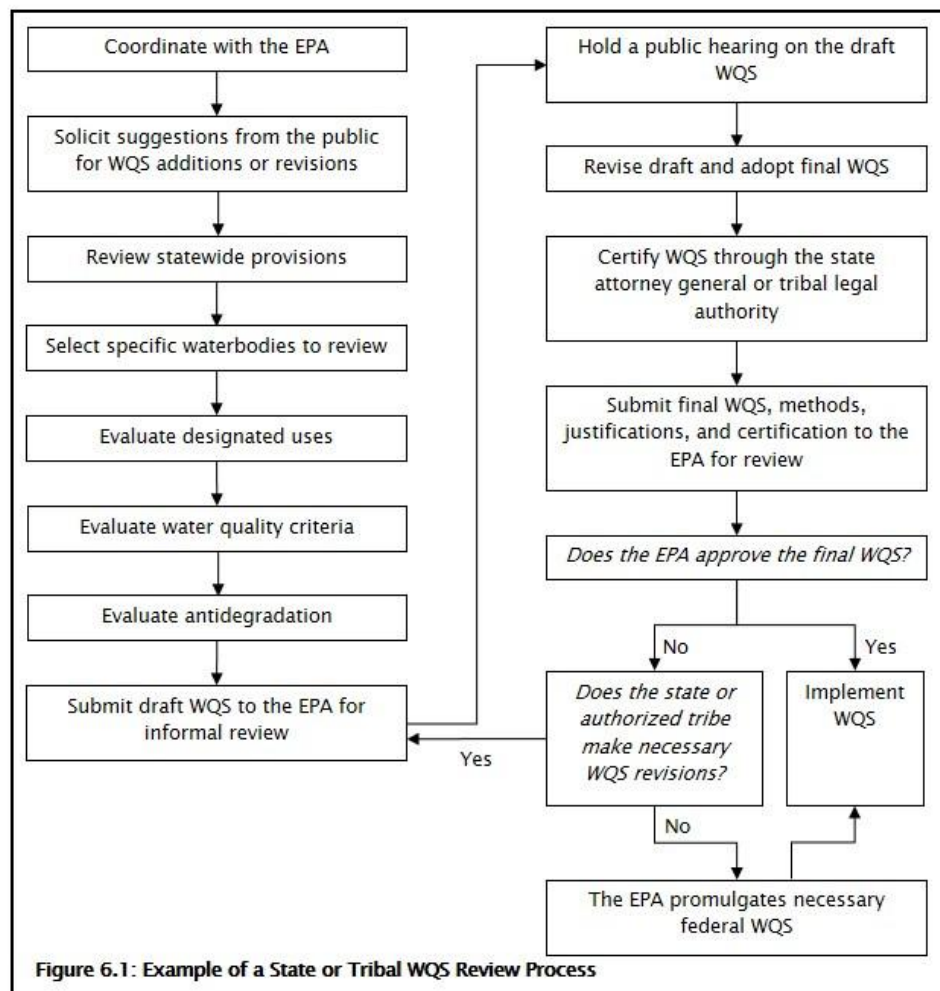 Coordinate with the EPA
Solicit suggestions from the public
for WQS additions or revisions
Review statewide provisions
Select specific waterbodies to review
Evaluate designated uses
Evaluate water quality criteria
Evaluate antidegradation
Submit draft WQS to the EPA for
informal review
Hold a public hearing on the draft
WQS
Revise draft and adopt final WQS
Certify WQS through the state
attorney general or tribal legal
authority
Submit final WQS, methods,
justifications, and certification to the
EPA for review
Does the EPA approve the final WQS?
No
Yes
Does the state or
authorized tribe
make necessary
WQS revisions?
Implement
WQS
Yes
No
The EPA promulgates necessary
federal WQS
Figure 6.1: Example of a State or Tribal WQS Review Process